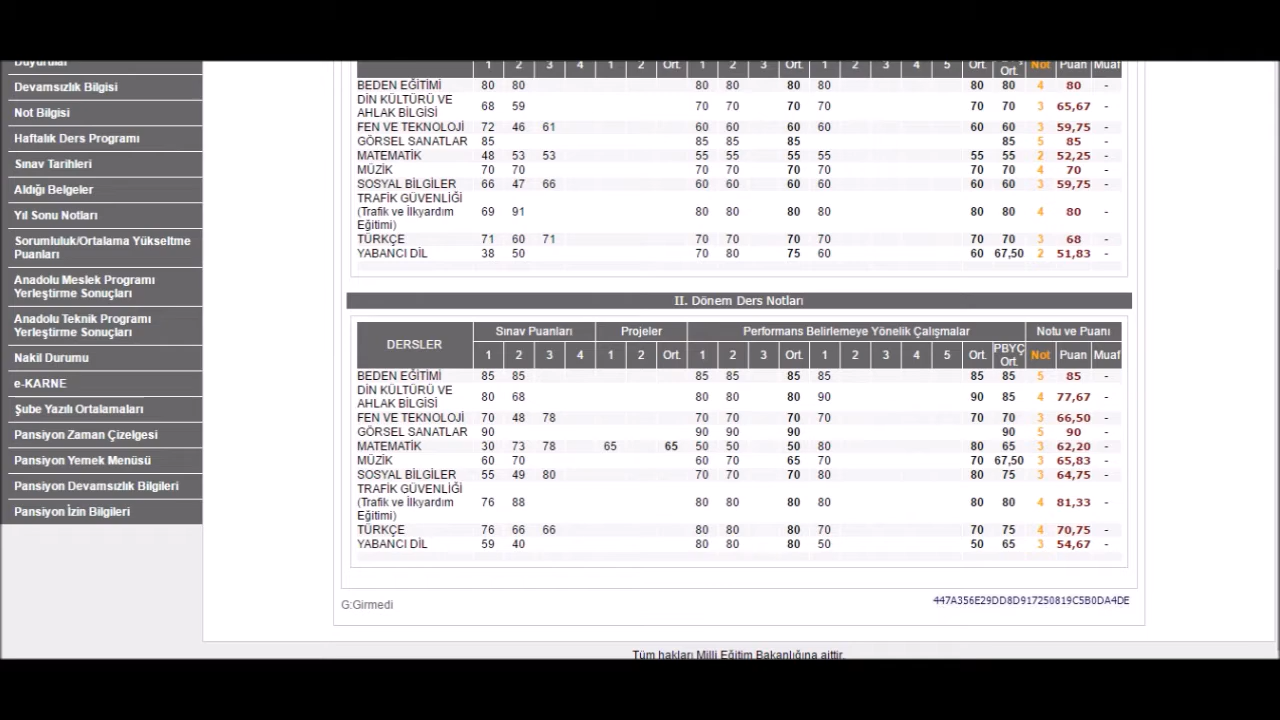 Duyurular
Devamsızlık Bilgisi
Not Bilgisi
Haftalık Ders Programı
Sınav Tarihleri
Aldığı Belgeler
Yıl Sonu Notları
Sorumluluk/Ortalama Yükseltme
Puanları
Anadolu Meslek Programı
Yerleştirme Sonuçları
Anadolu Teknik Programı
Yerleştirme Sonuçları
Nakil Durumu
e-KARNE
Şube Yazılı Ortalamaları
Pansiyon Zaman Çizelgesi
Pansiyon Yemek Menüsü
Pansiyon Devamsızlık Bilgileri
Pansiyon İzin Bilgileri
1 2 3 4 1 2 Ort. 1 2 3 Ort. 1 2 3 4 5 Ort. Ort. Not Puan Muaf
BEDEN EĞİTİMİ 80 80 80 80 80 80 80 80 4 80 -
DİN KÜLTÜRÜ VE
AHLAK BİLGİSİ 68 59 70 70 70 70 70 70 3 65,67 -
FEN VE TEKNOLOJİ 72 46 61 60 60 60 60 60 60 3 59,75 -
GÖRSEL SANATLAR 85 85 85 85 85 5 85 -
MATEMATİK 48 53 53 55 55 55 55 55 55 2 52,25 -
MÜZİK 70 70 70 70 70 70 70 70 4 70 -
SOSYAL BİLGİLER 66 47 66 60 60 60 60 60 60 3 59,75 -
TRAFİK GÜVENLİĞİ
(Trafik ve İlkyardım 69 91 80 80 80 80 80 80 4 80 -
Eğitimi)
TÜRKÇE 71 60 71 70 70 70 70 70 70 3 68 -
YABANCI DİL 38 50 70 80 75 60 60 67,50 2 51,83 -
II. Dönem Ders Notları
DERSLER Sınav Puanları Projeler Performans Belirlemeye Yönelik Çalışmalar Notu ve Puanı
1 2 3 4 1 2 Ort. 1 2 3 Ort. 1 2 3 4 5 Ort. PBYÇ Ort. Not Puan Muaf
BEDEN EĞİTİMİ 85 85 85 85 85 85 85 85 5 85 -
DİN KÜLTÜRÜ VE
AHLAK BİLGİSİ 80 68 80 80 80 90 90 85 4 77,67 -
FEN VE TEKNOLOJİ 70 48 78 70 70 70 70 70 70 3 66,50 -
GÖRSEL SANATLAR 90 90 90 90 90 5 90 -
MATEMATİK 30 73 78 65 65 50 50 50 80 80 65 3 62,20 -
MÜZİK 60 70 60 70 65 70 70 67,50 3 65,83 -
SOSYAL BİLGİLER 55 49 80 70 70 70 80 80 75 3 64,75 -
TRAFİK GÜVENLİĞİ
(Trafik ve İlkyardım 76 88 80 80 80 80 80 80 4 81,33 -
Eğitimi)
TÜRKÇE 76 66 66 80 80 80 70 70 75 4 70,75 -
YABANCI DİL 59 40 80 80 80 50 50 65 3 54,67 -
G:Girmedi
447A356E29DD8D917250819C5B0DA4DE
Tüm hakları Milli Eğitim Bakanlığına aittir.